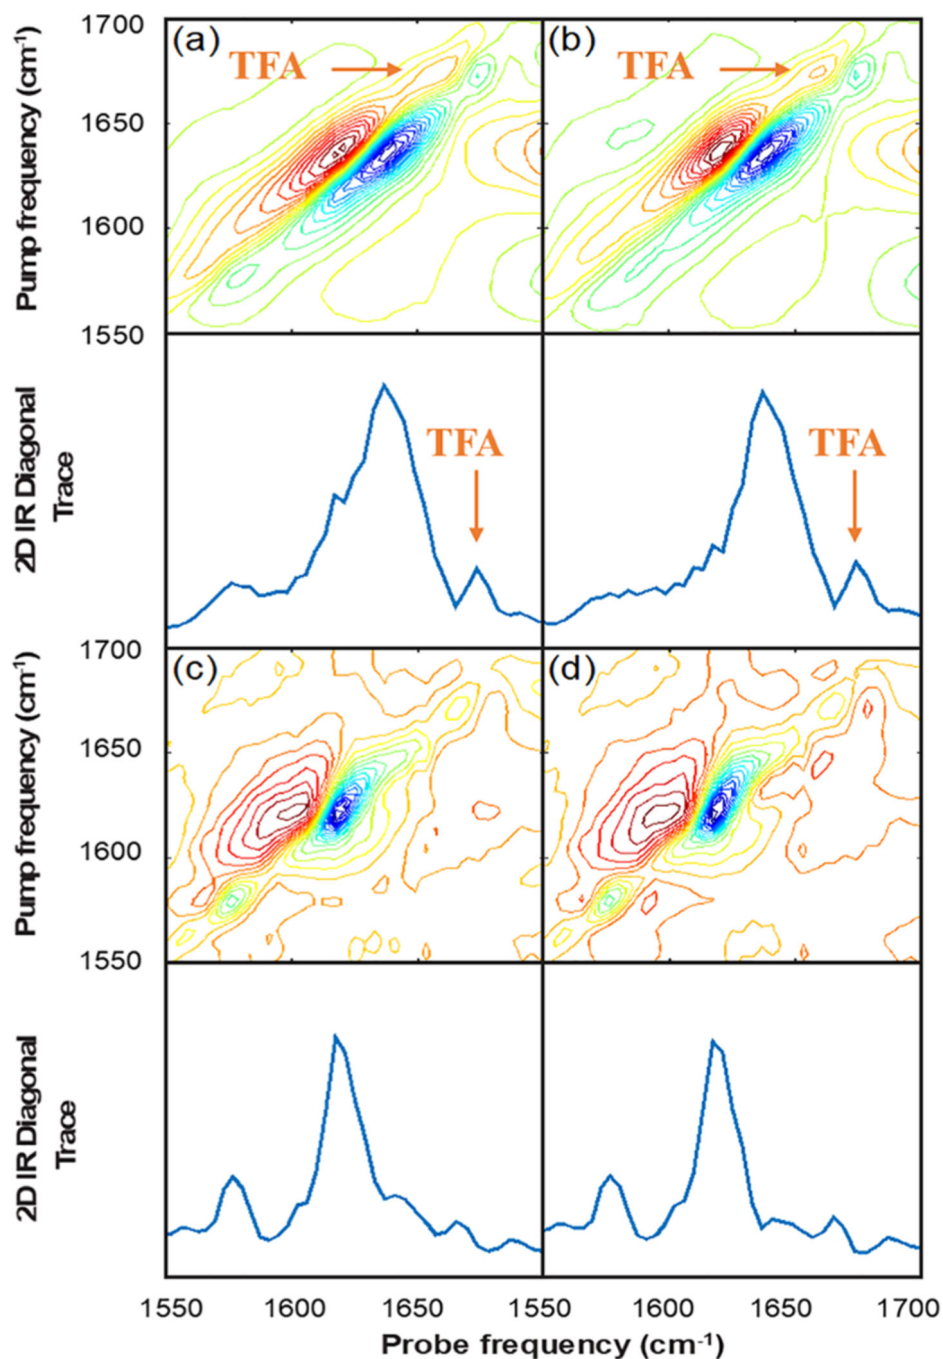 1700
(a)
(b)
TFA
TFA
1650
Pump frequency (cm-1)
1600
1550
2D IR Diagonal
Trace
TFA
TFA
1700
(c)
(d)
1650
Pump frequency (cm-1)
1600
1550
2D IR Diagonal
Trace
1550 1600 1650 1550 1600 1650 1700
Probe frequency (cm-1)